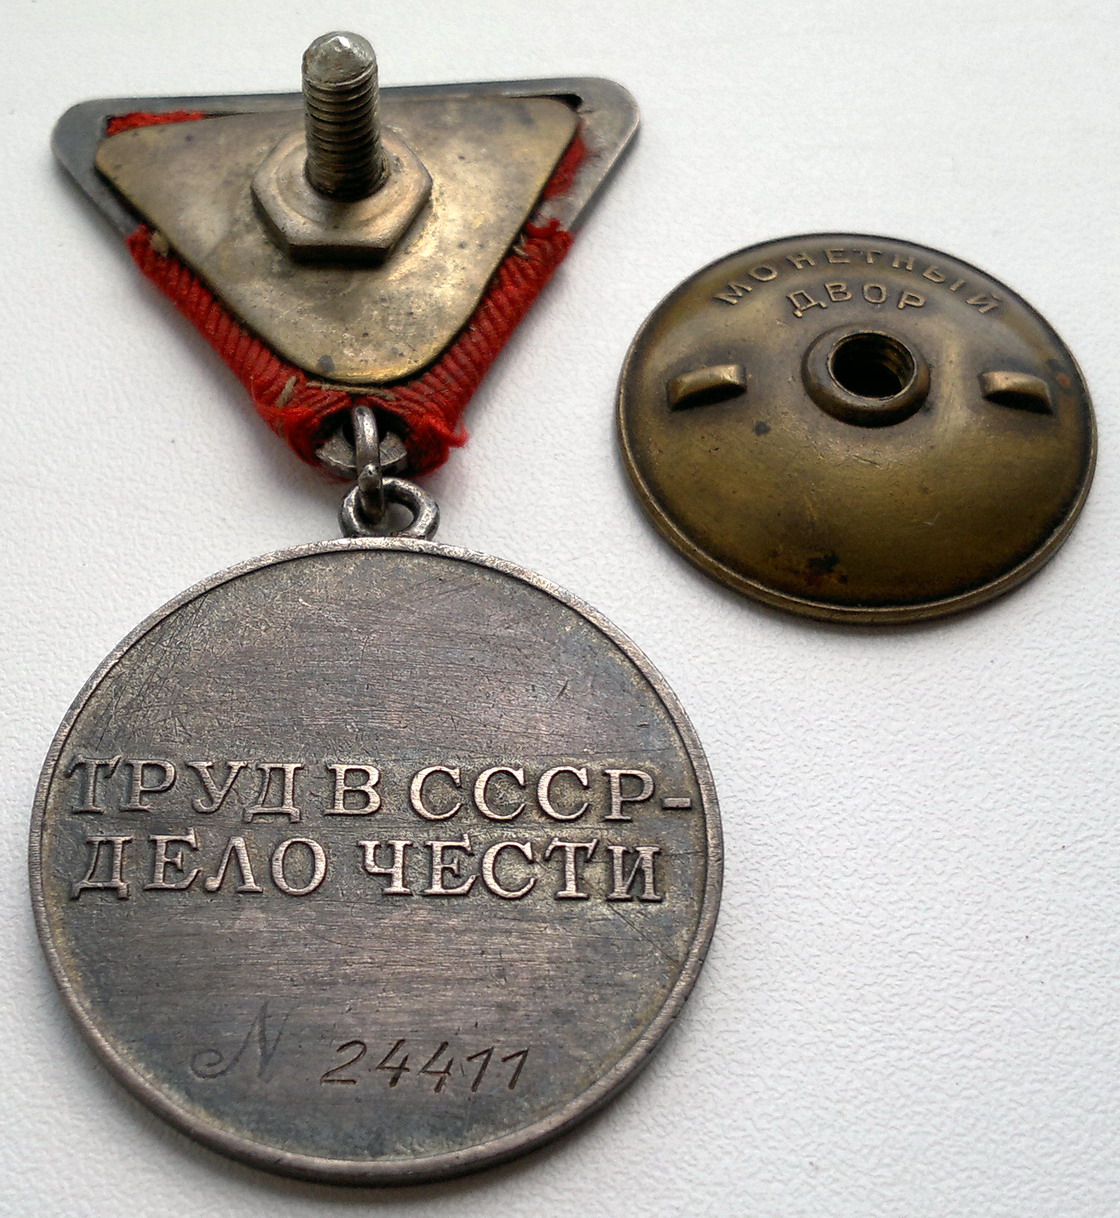 МОНЕТНЫЙ
ДВОР
ТРУД В СССР-
ДЕЛО ЧЕСТИ
N 24411